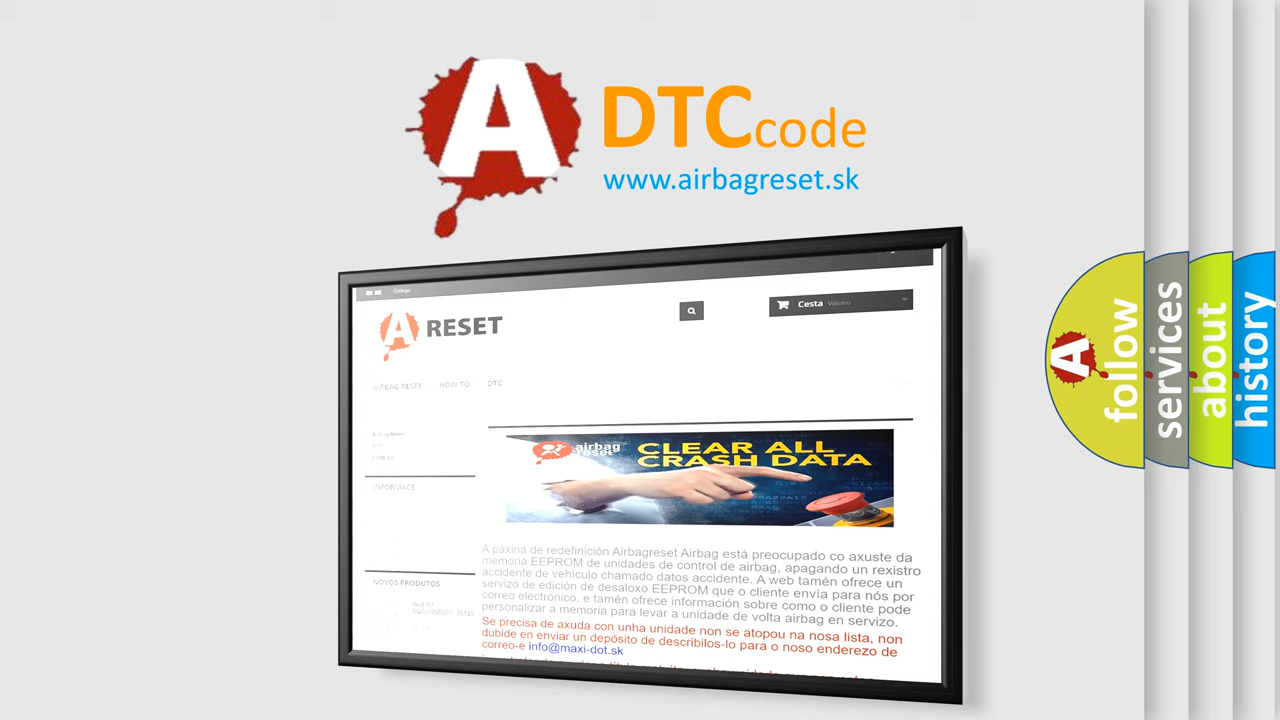 A
DTCcode
www.airbagreset.sk
Galego
A RESET
Cesta Valoiro
AIRBAG RESET HOW TO DTC
INFORMACE
airbag
reset
CLEAR ALL
CRASH DATA
A páxina de redefinición Airbagreset Airbag está preocupado co axuste da
memoria EEPROM de unidades de control de airbag, apagando un rexistro
accidente de vehículo chamado datos accidente. A web tamén ofrece un
servizo de edición de desaloxo EEPROM que o cliente envía para nós por
correo electrónico, e tamén ofrece información sobre como o cliente pode
personalizar a memoria para levar a unidade de volta airbag en servizo.
Se precisa de axuda con unha unidade non se atopou na nosa lista, non
dubide en enviar un depósito de describilos-lo para o noso enderezo de
correo-e info@maxi-dot.sk
NOVOS PRODUTOS
A follow
services
about
history